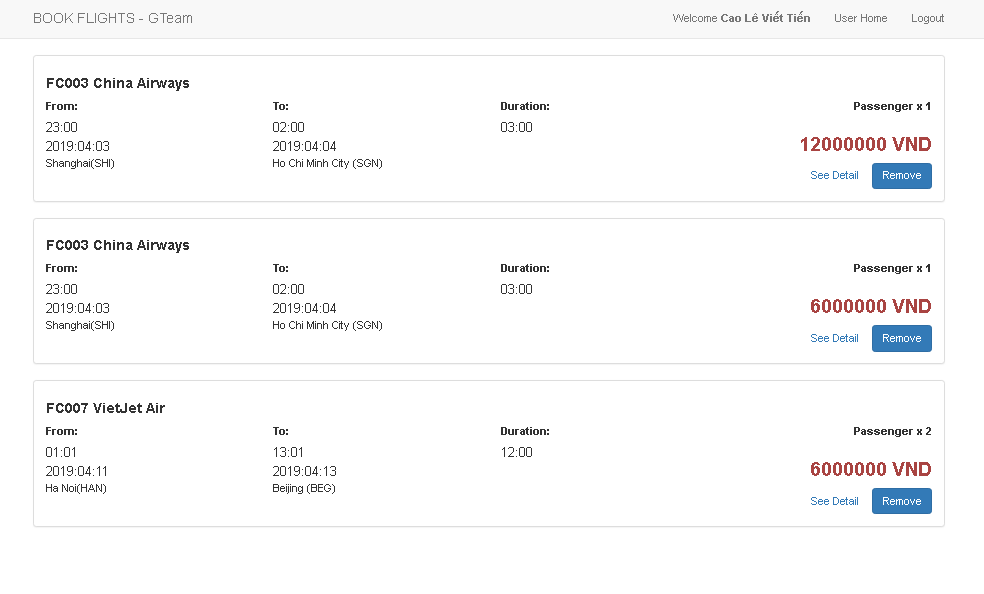 BOOK FLIGHTS - GTeam
Welcome Cao Lê Viết Tiến User Home Logout
FC003 China Airways
From: To: Duration: Passenger x 1
23:00 02:00 03:00
2019:04:03 2019:04:04 12000000 VND
Shanghai(SHI) Ho Chi Minh City (SGN)
See Detail Remove
FC003 China Airways
From: To: Duration: Passenger x 1
23:00 02:00 03:00
2019:04:03 2019:04:04 6000000 VND
Shanghai(SHI) Ho Chi Minh City (SGN)
See Detail Remove
FC007 VietJet Air
From: To: Duration: Passenger x 2
01:01 13:01 12:00
2019:04:11 2019:04:13 6000000 VND
Ha Noi(HAN) Beijing (BEG)
See Detail Remove